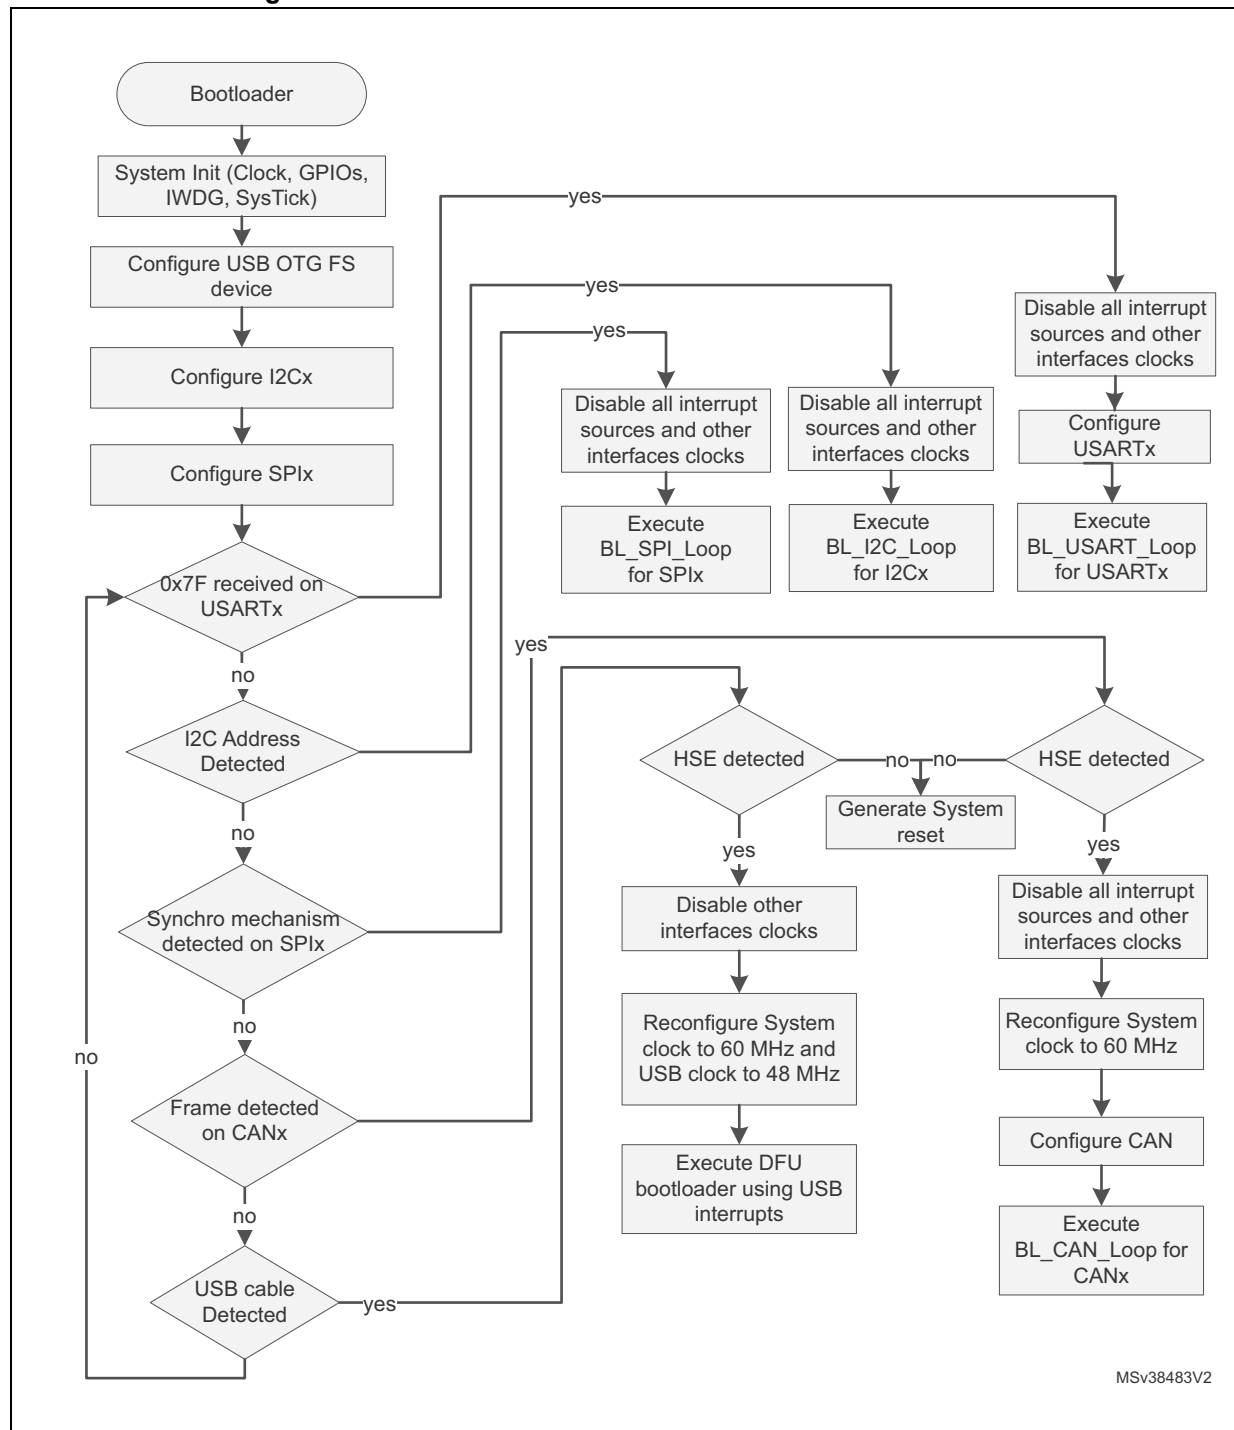 Bootloader
System Init (Clock, GPIOs,
IWDG, SysTick)
Configure USB OTG FS
device
Configure I2Cx
Configure SPIx
0x7F received on
USARTx
no
I2C Address
Detected
no
Synchro mechanism
detected on SPIx
no
no
Frame detected
on CANx
no
USB cable
Detected
yes
yes
yes
yes
Disable all interrupt
sources and other
interfaces clocks
Execute
BL_SPI_Loop
for SPIx
Disable all interrupt
sources and other
interfaces clocks
Execute
BL_I2C_Loop
for I2Cx
Disable all interrupt
sources and other
interfaces clocks
Configure
USARTx
Execute
BL_USART_Loop
for USARTx
yes
HSE detected
no
no
HSE detected
Generate System
reset
yes
Disable other
interfaces clocks
Reconfigure System
clock to 60 MHz and
USB clock to 48 MHz
Execute DFU
bootloader using USB
interrupts
yes
Disable all interrupt
sources and other
interfaces clocks
Reconfigure System
clock to 60 MHz
Configure CAN
Execute
BL_CAN_Loop for
CANx
MSv38483V2